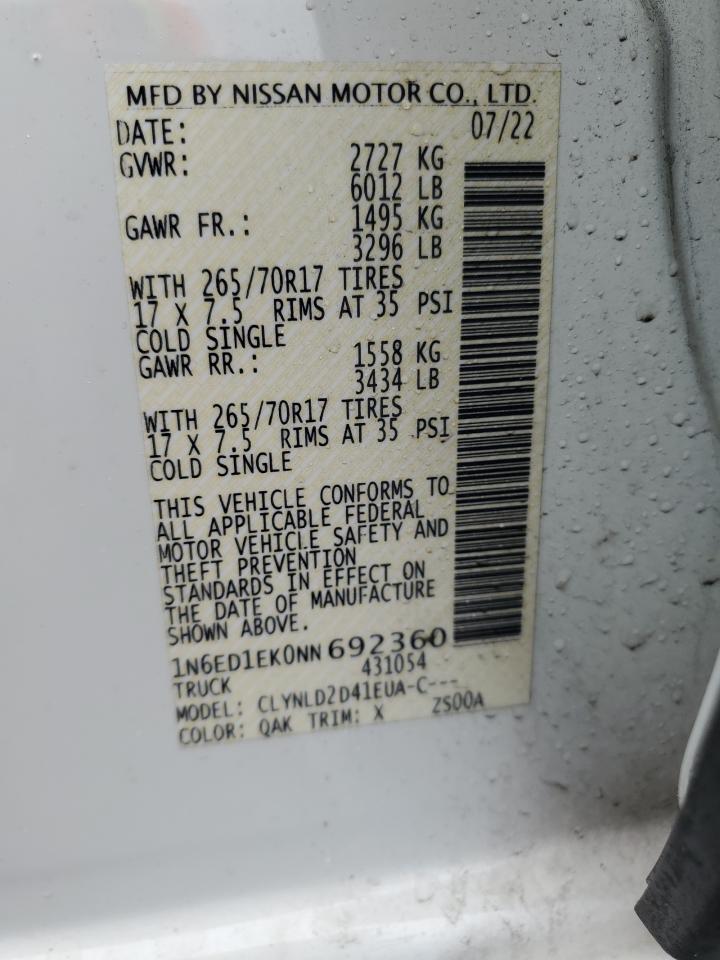 MFD BY NISSAN MOTOR CO., LTD.
DATE: 07/22
GVWR: 2727 KG
6012 LB
GAWR FR.: 1495 KG
3296 LB
WITH 265/70R17 TIRES
17 X 7.5 RIMS AT 35 PSI
COLD SINGLE
GAWR RR.: 1558 KG
3434 LB
WITH 265/70R17 TIRES
17 X 7.5 RIMS AT 35 PSI
COLD SINGLE
THIS VEHICLE CONFORMS TO
ALL APPLICABLE FEDERAL
MOTOR VEHICLE SAFETY AND
THEFT PREVENTION
STANDARDS IN EFFECT ON
THE DATE OF MANUFACTURE
SHOWN ABOVE.
1N6ED1EK0NN692360
TRUCK 431054
MODEL: CLYNLD2D41EUA-C---
COLOR: QAK TRIM: X ZS00A